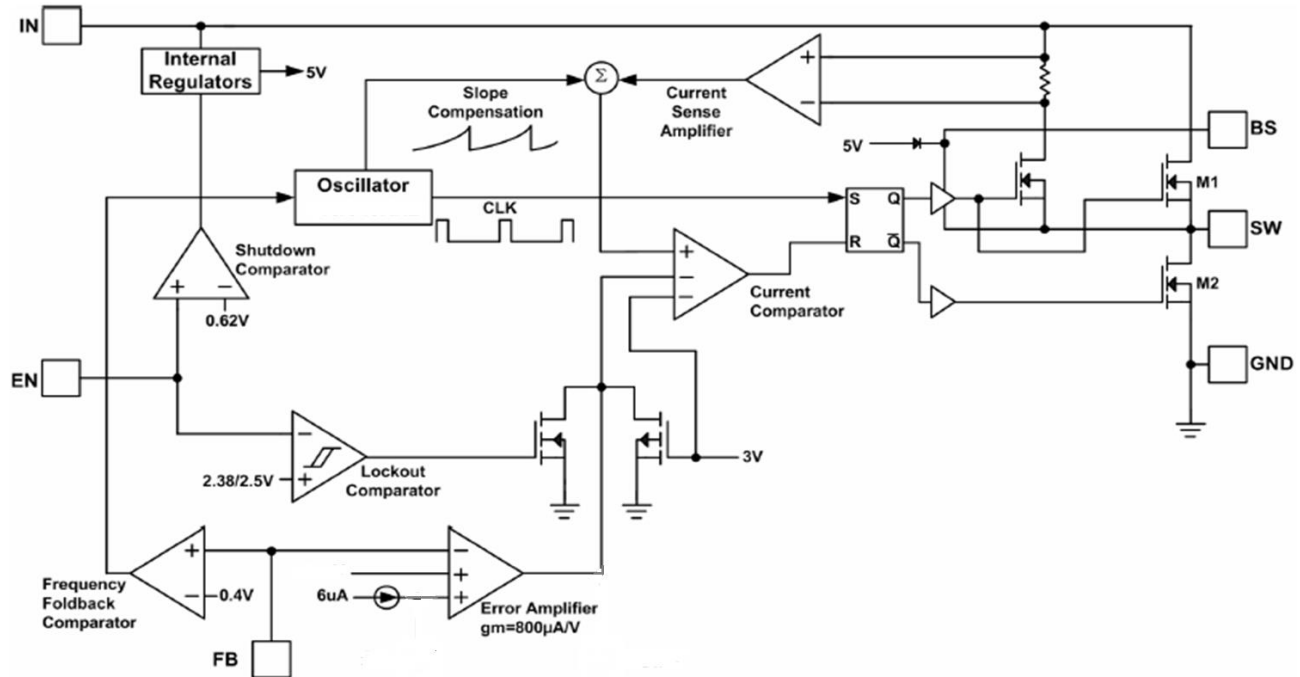 IN
Internal
Regulators
5V
Σ
+
−
Slope
Compensation
Current
Sense
Amplifier
BS
5V
Oscillator
M1
CLK
S Q
R Q̅
SW
Shutdown
Comparator
+ −
0.62V
+
−
−
Current
Comparator
M2
EN
GND
−
2.38/2.5V
+
Lockout
Comparator
3V
Frequency
Foldback
Comparator
+
−
0.4V
−
+
+
6uA
Error Amplifier
gm=800µA/V
FB